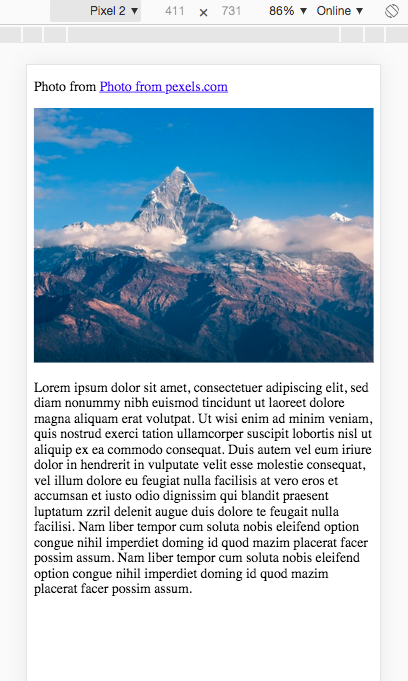 Pixel 2 ▼ 411 × 731 86% ▼ Online ▼
Photo from Photo from pexels.com
Lorem ipsum dolor sit amet, consectetuer adipiscing elit, sed
diam nonummy nibh euismod tincidunt ut laoreet dolore
magna aliquam erat volutpat. Ut wisi enim ad minim veniam,
quis nostrud exerci tation ullamcorper suscipit lobortis nisl ut
aliquip ex ea commodo consequat. Duis autem vel eum iriure
dolor in hendrerit in vulputate velit esse molestie consequat,
vel illum dolore eu feugiat nulla facilisis at vero eros et
accumsan et iusto odio dignissim qui blandit praesent
luptatum zzril delenit augue duis dolore te feugait nulla
facilisi. Nam liber tempor cum soluta nobis eleifend option
congue nihil imperdiet doming id quod mazim placerat facer
possim assum. Nam liber tempor cum soluta nobis eleifend
option congue nihil imperdiet doming id quod mazim
placerat facer possim assum.